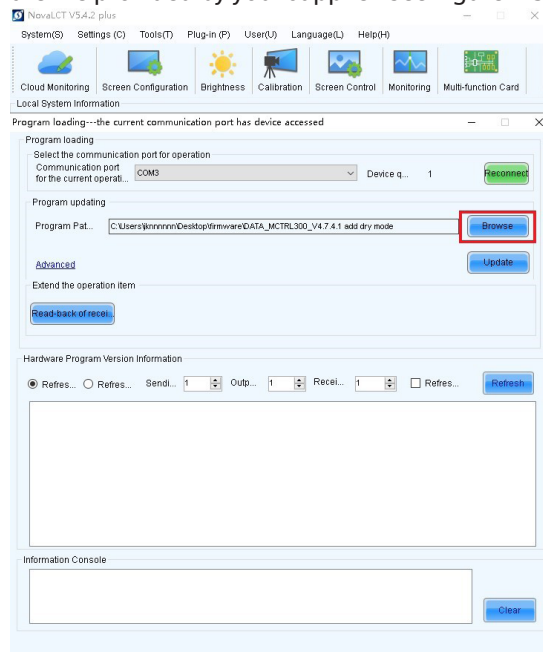 NovaLCT V5.4.2 plus
System(S) Settings (C) Tools(T) Plug-in (P) User(U) Language(L) Help(H)
Cloud Monitoring Screen Configuration Brightness Calibration Screen Control Monitoring Multi-function Card
Local System Information
Program loading---the current communication port has device accessed
Program loading
Select the communication port for operation
Communication port
for the current operati...
COM3
Device q... 1
Reconnect
Program updating
Program Pat... C:\Users\jknnnnnn\Desktop\firmware\DATA_MCTRL300_V4.7.4.1 add dry mode Browse
Advanced Update
Extend the operation item
Read-back of recei...
Hardware Program Version Information
Refres... Refres... Sendi... 1 Outp... 1 Recei... 1 Refres... Refresh
Information Console
Clear